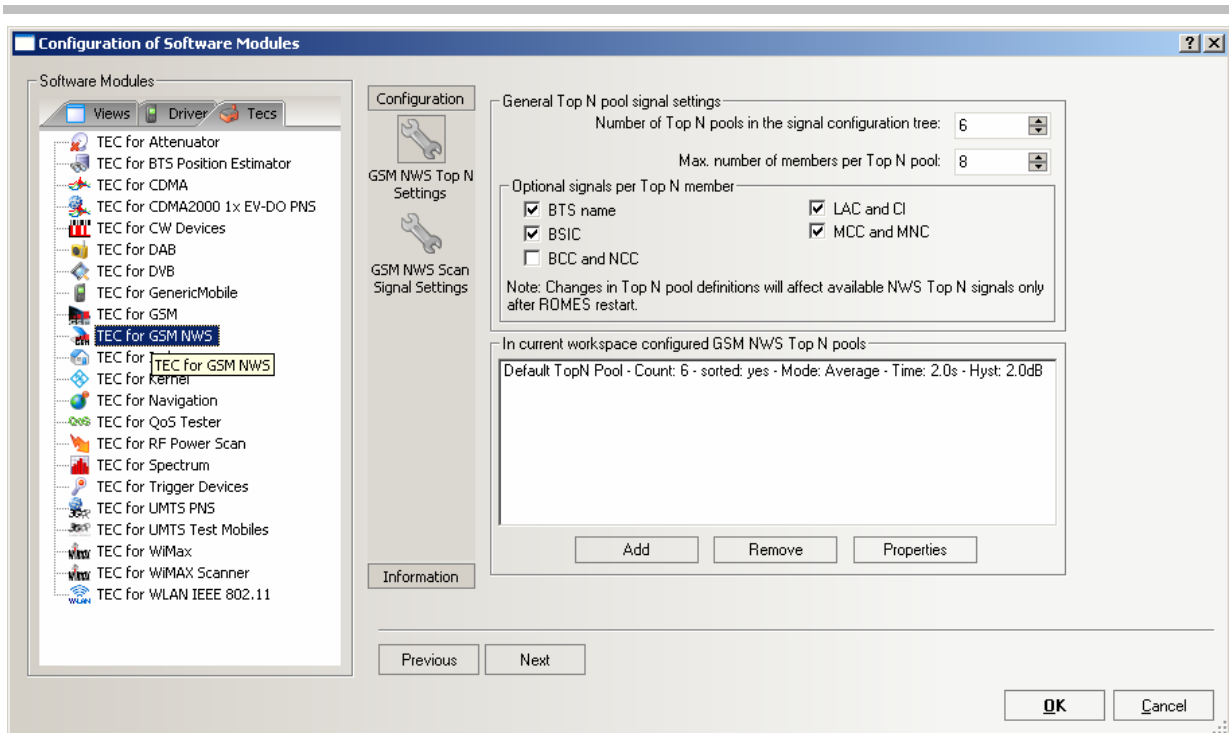 Configuration of Software Modules
Software Modules
Views
Driver
Tecs
TEC for Attenuator
TEC for BTS Position Estimator
TEC for CDMA
TEC for CDMA2000 1x EV-DO PNS
TEC for CW Devices
TEC for DAB
TEC for DVB
TEC for GenericMobile
TEC for GSM
TEC for GSM NWS
TEC for
TEC for GSM NWS
TEC for Kernel
TEC for Navigation
TEC for QoS Tester
TEC for RF Power Scan
TEC for Spectrum
TEC for Trigger Devices
TEC for UMTS PNS
TEC for UMTS Test Mobiles
TEC for WiMax
TEC for WiMAX Scanner
TEC for WLAN IEEE 802.11
Configuration
GSM NWS Top N
Settings
GSM NWS Scan
Signal Settings
Information
General Top N pool signal settings
Number of Top N pools in the signal configuration tree: 6
Max. number of members per Top N pool: 8
Optional signals per Top N member
BTS name
LAC and CI
BSIC
MCC and MNC
BCC and NCC
Note: Changes in Top N pool definitions will affect available NWS Top N signals only
after ROMES restart.
In current workspace configured GSM NWS Top N pools
Default TopN Pool - Count: 6 - sorted: yes - Mode: Average - Time: 2.0s - Hyst: 2.0dB
Add
Remove
Properties
Previous
Next
OK
Cancel